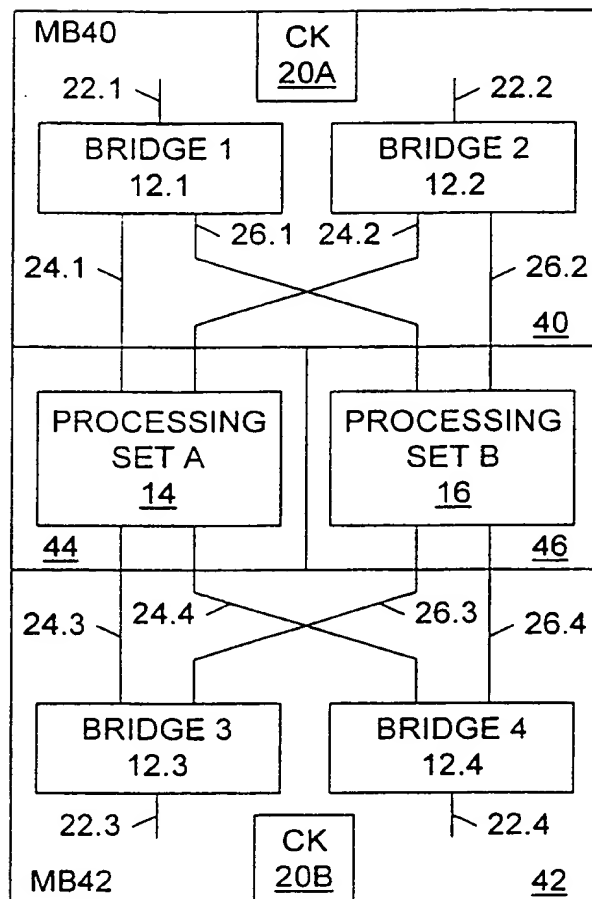 MB40
CK
20A
22.1
22.2
BRIDGE 1
12.1
BRIDGE 2
12.2
24.1
26.1
24.2
26.2
40
PROCESSING
SET A
14
PROCESSING
SET B
16
44
46
24.3
24.4
26.3
26.4
BRIDGE 3
12.3
BRIDGE 4
12.4
22.3
22.4
CK
20B
MB42
42